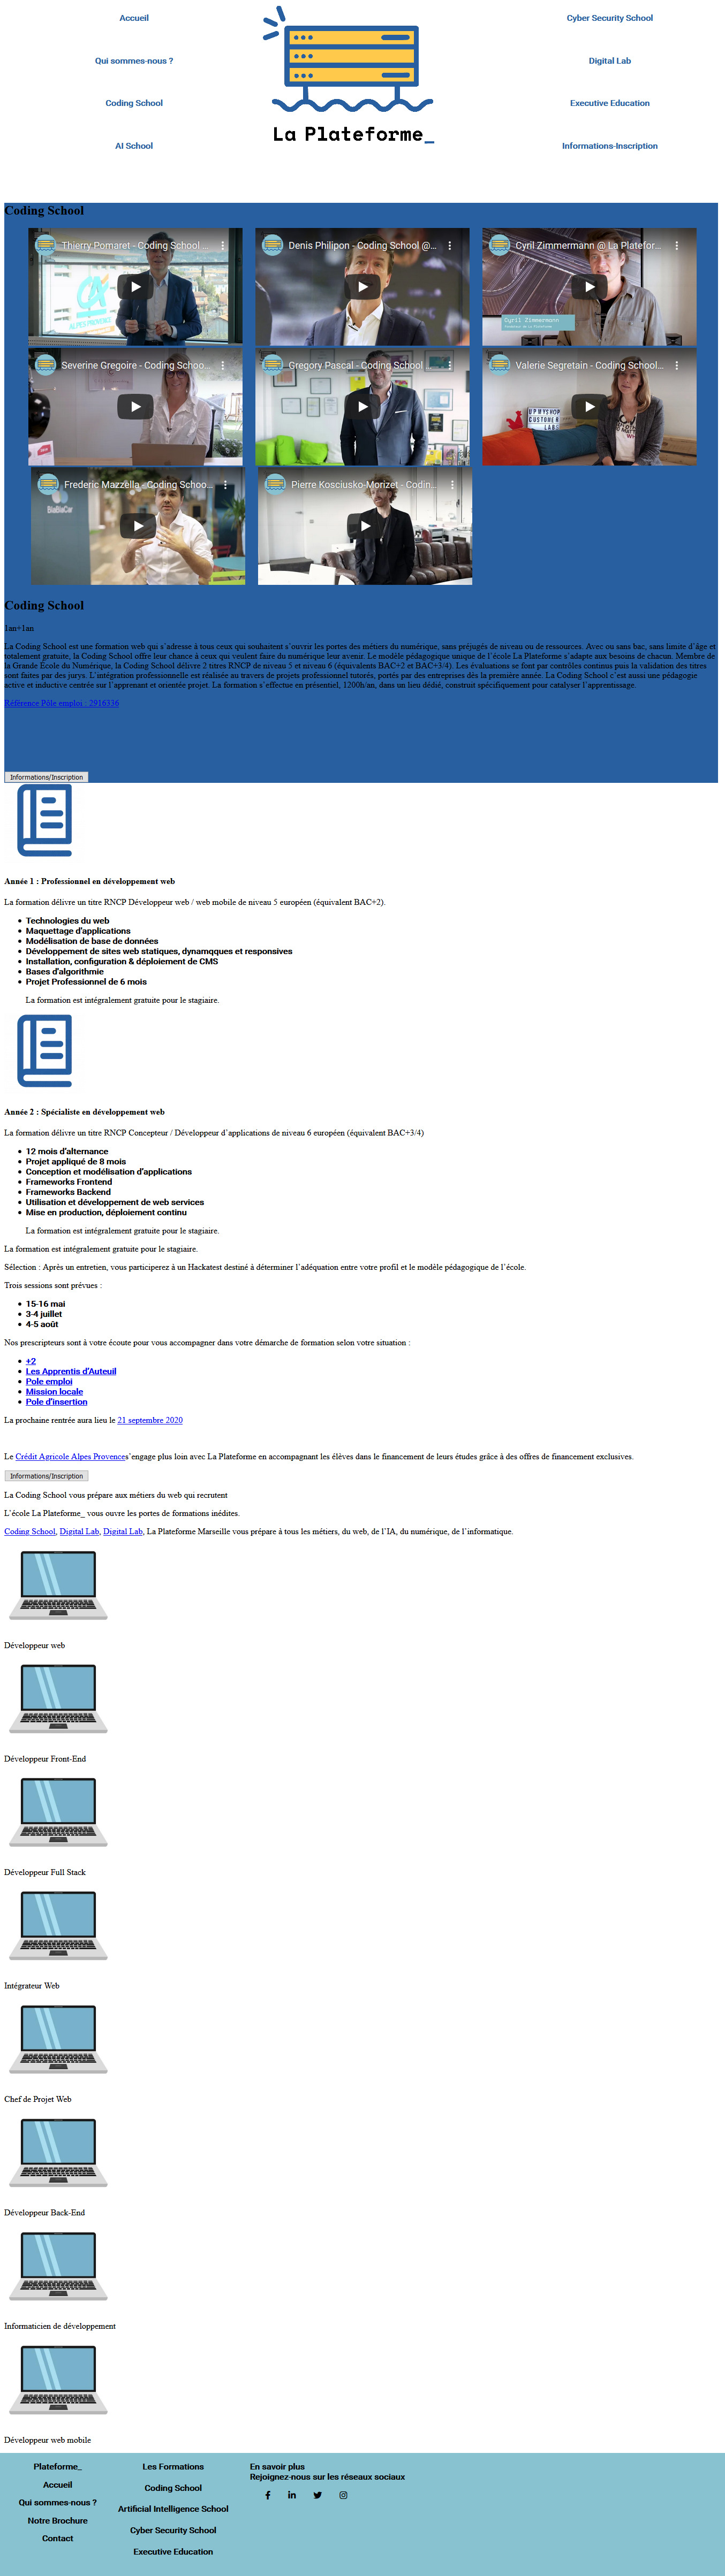 Accueil
Qui sommes-nous ?
Coding School
AI School
La Plateforme_
Cyber Security School
Digital Lab
Executive Education
Informations-Inscription
Coding School
Thierry Pomaret - Coding School ...
Denis Philipon - Coding School @...
Cyril Zimmermann @ La Platefor...
Cyril Zimmermann
Severine Gregoire - Coding Schoo...
Gregory Pascal - Coding School ...
Valerie Segretain - Coding School...
UPMYSHOP
CUSTOMER
LABS
Frederic Mazzella - Coding Schoo...
BlaBlaCar
Pierre Kosciusko-Morizet - Codin...
Coding School
1an+1an
La Coding School est une formation web qui s’adresse à tous ceux qui souhaitent s’ouvrir les portes des métiers du numérique, sans préjugés de niveau ou de ressources. Avec ou sans bac, sans limite d’âge et
totalement gratuite, la Coding School offre leur chance à ceux qui veulent faire du numérique leur avenir. Le modèle pédagogique unique de l’école La Plateforme s’adapte aux besoins de chacun. Membre de
la Grande École du Numérique, la Coding School délivre 2 titres RNCP de niveau 5 et niveau 6 (équivalents BAC+2 et BAC+3/4). Les évaluations se font par contrôles continus puis la validation des titres
sont faites par des jurys. L’intégration professionnelle est réalisée au travers de projets professionnel tutorés, portés par des entreprises dès la première année. La Coding School c’est aussi une pédagogie
active et inductive centrée sur l’apprenant et orientée projet. La formation s’effectue en présentiel, 1200h/an, dans un lieu dédié, construit spécifiquement pour catalyser l’apprentissage.
Référence Pôle emploi : 2916336
Informations/Inscription
Année 1 : Professionnel en développement web
La formation délivre un titre RNCP Développeur web / web mobile de niveau 5 européen (équivalent BAC+2).
Technologies du web
Maquettage d’applications
Modélisation de base de données
Développement de sites web statiques, dynamqques et responsives
Installation, configuration & déploiement de CMS
Bases d'algorithmie
Projet Professionnel de 6 mois
La formation est intégralement gratuite pour le stagiaire.
Année 2 : Spécialiste en développement web
La formation délivre un titre RNCP Concepteur / Développeur d’applications de niveau 6 européen (équivalent BAC+3/4)
12 mois d’alternance
Projet appliqué de 8 mois
Conception et modélisation d’applications
Frameworks Frontend
Frameworks Backend
Utilisation et développement de web services
Mise en production, déploiement continu
La formation est intégralement gratuite pour le stagiaire.
La formation est intégralement gratuite pour le stagiaire.
Sélection : Après un entretien, vous participerez à un Hackatest destiné à déterminer l’adéquation entre votre profil et le modèle pédagogique de l’école.
Trois sessions sont prévues :
15-16 mai
3-4 juillet
4-5 août
Nos prescripteurs sont à votre écoute pour vous accompagner dans votre démarche de formation selon votre situation :
+2
Les Apprentis d’Auteuil
Pole emploi
Mission locale
Pole d’insertion
La prochaine rentrée aura lieu le 21 septembre 2020
Le Crédit Agricole Alpes Provences’engage plus loin avec La Plateforme en accompagnant les élèves dans le financement de leurs études grâce à des offres de financement exclusives.
Informations/Inscription
La Coding School vous prépare aux métiers du web qui recrutent
L’école La Plateforme_ vous ouvre les portes de formations inédites.
Coding School, Digital Lab, Digital Lab, La Plateforme Marseille vous prépare à tous les métiers, du web, de l’IA, du numérique, de l’informatique.
Développeur web
Développeur Front-End
Développeur Full Stack
Intégrateur Web
Chef de Projet Web
Développeur Back-End
Informaticien de développement
Développeur web mobile
Plateforme_
Accueil
Qui sommes-nous ?
Notre Brochure
Contact
Les Formations
Coding School
Artificial Intelligence School
Cyber Security School
Executive Education
En savoir plus
Rejoignez-nous sur les réseaux sociaux